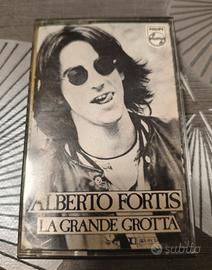 PHILIPS
ALBERTO FORTIS
LA GRANDE GROTTA
subito